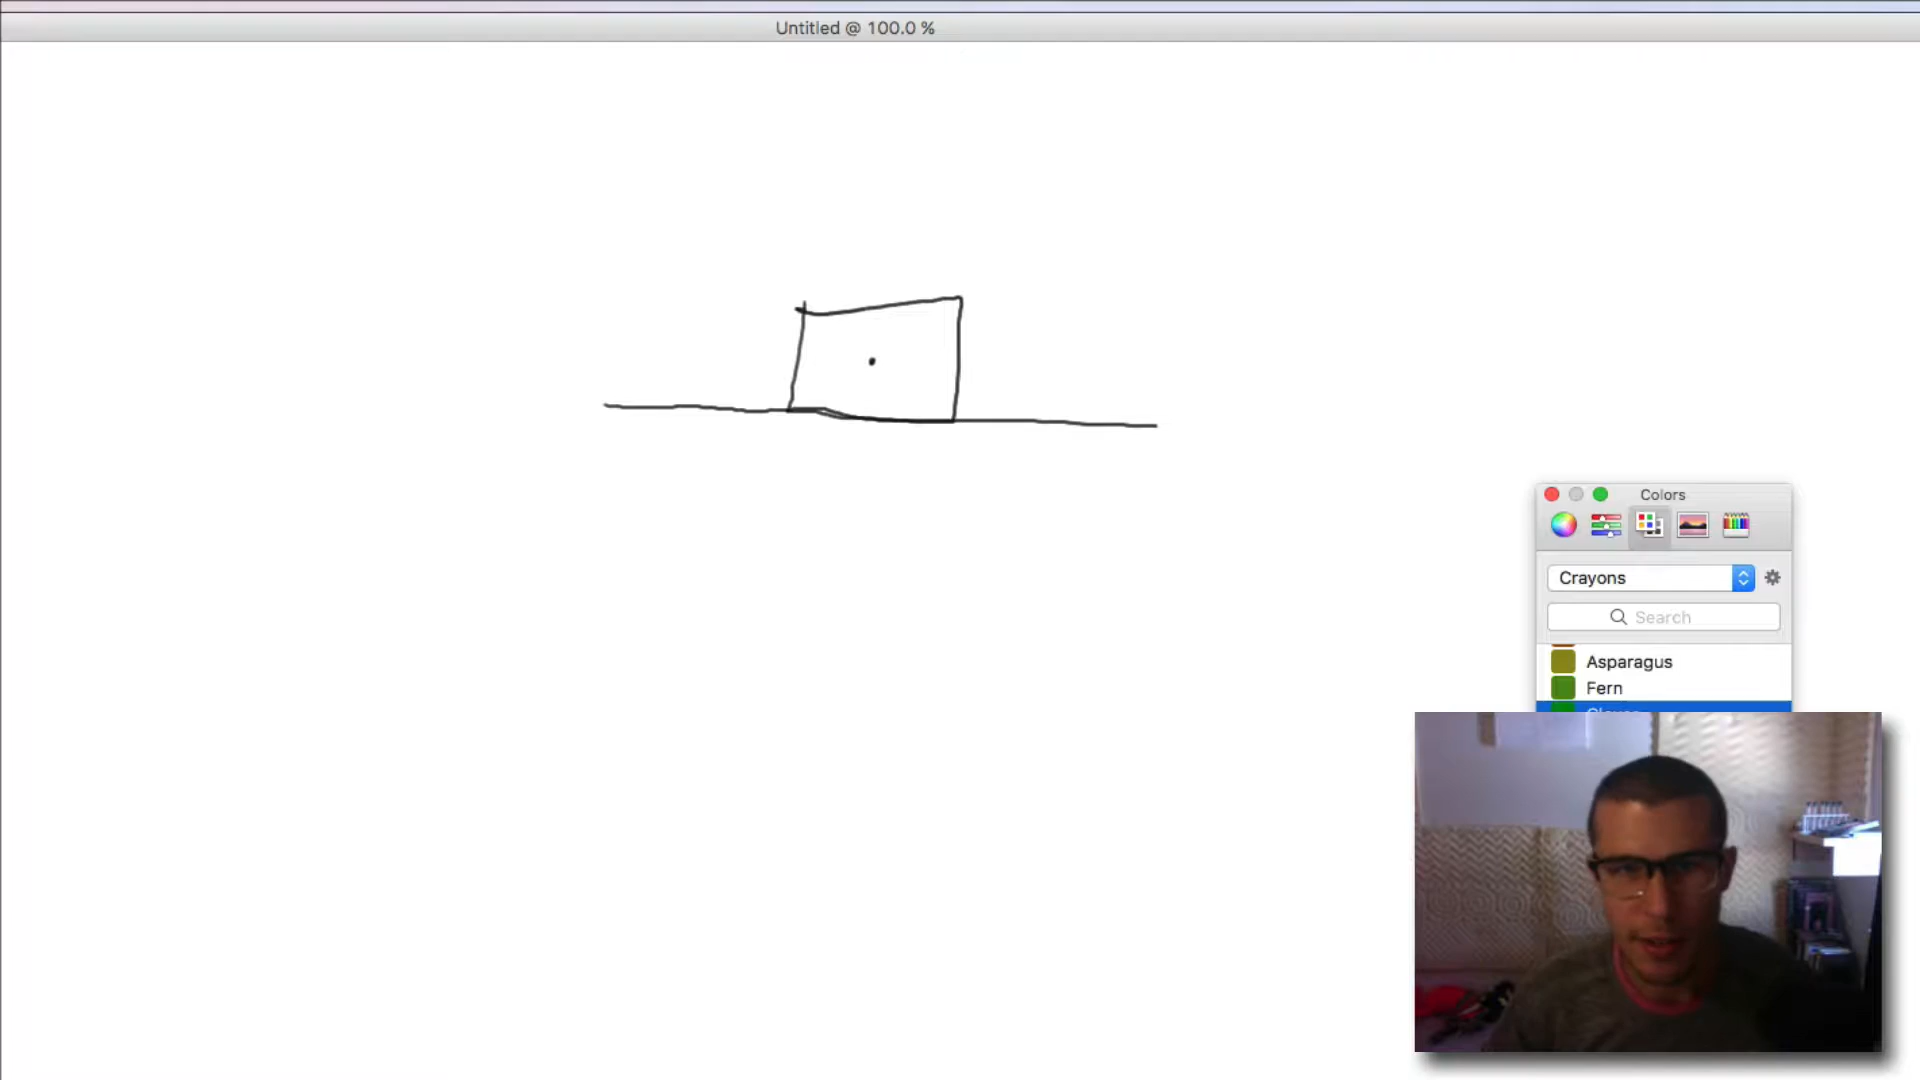 Untitled @ 100.0 %
Colors
Crayons
Search
Asparagus
Fern